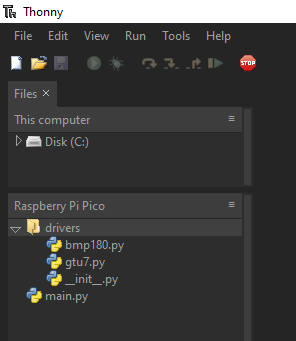 Thonny
File Edit View Run Tools Help
STOP
Files ×
This computer
Disk (C:)
Raspberry Pi Pico
drivers
bmp180.py
gtu7.py
__init__.py
main.py